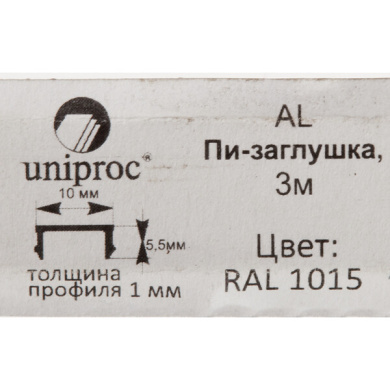 uniproc®
10 мм
5,5мм
толщина
профиля 1 мм
AL
Пи-заглушка,
3м
Цвет:
RAL 1015